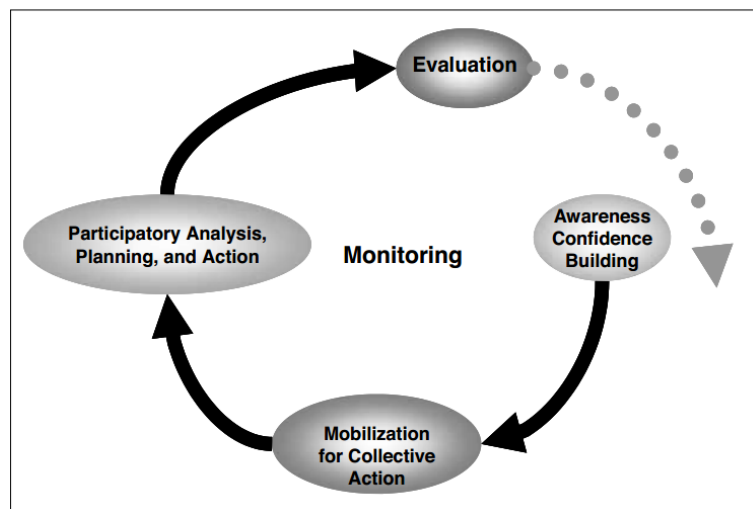 Evaluation
Awareness
Confidence
Building
Participatory Analysis,
Planning, and Action
Monitoring
Mobilization
for Collective
Action